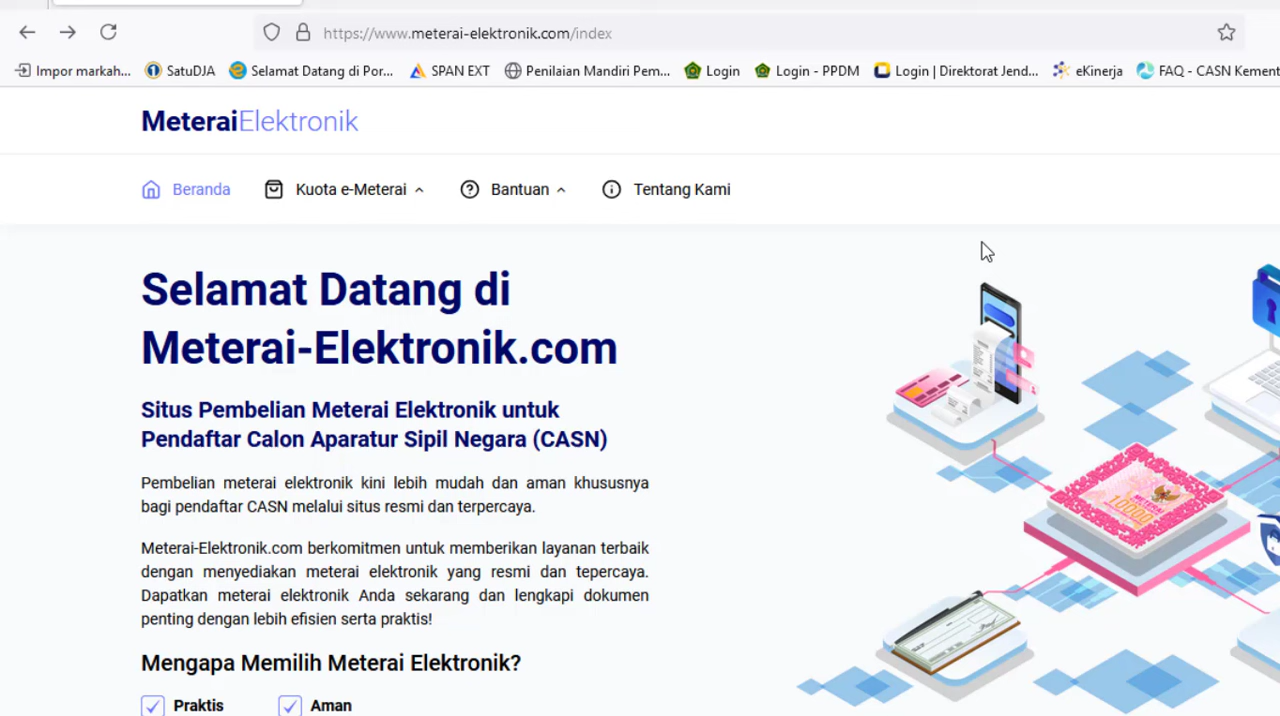 https://www.meterai-elektronik.com/index
Impor markah... SatuDJA Selamat Datang di Por... SPAN EXT Penilaian Mandiri Pem... Login Login - PPDM Login | Direktorat Jend... eKinerja FAQ - CASN Kement
MeteraiElektronik
Beranda Kuota e-Meterai Bantuan Tentang Kami
Selamat Datang di
Meterai-Elektronik.com
Situs Pembelian Meterai Elektronik untuk
Pendaftar Calon Aparatur Sipil Negara (CASN)
Pembelian meterai elektronik kini lebih mudah dan aman khususnya
bagi pendaftar CASN melalui situs resmi dan terpercaya.
Meterai-Elektronik.com berkomitmen untuk memberikan layanan terbaik
dengan menyediakan meterai elektronik yang resmi dan tepercaya.
Dapatkan meterai elektronik Anda sekarang dan lengkapi dokumen
penting dengan lebih efisien serta praktis!
Mengapa Memilih Meterai Elektronik?
Praktis Aman
METERAI
10000